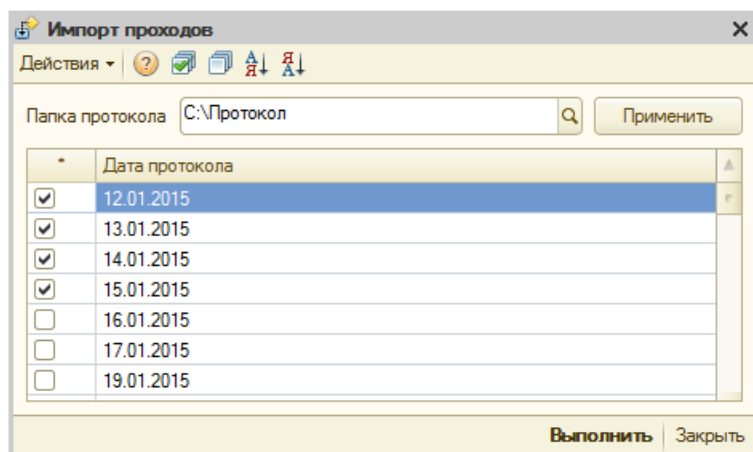 Импорт проходов
Действия
Папка протокола C:\Протокол Применить
* Дата протокола
12.01.2015
13.01.2015
14.01.2015
15.01.2015
16.01.2015
17.01.2015
19.01.2015
Выполнить Закрыть